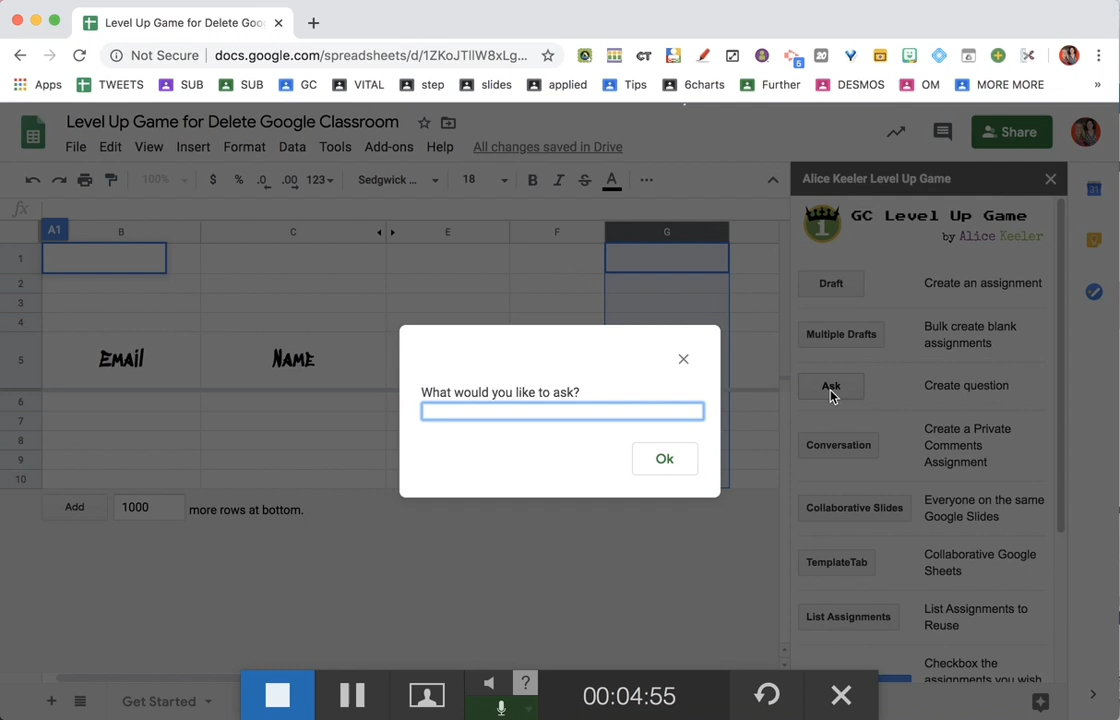 Level Up Game for Delete Goo
Not Secure
docs.google.com/spreadsheets/d/1ZKoJTIlW8xLg...
5
20
Apps
TWEETS
SUB
SUB
GC
VITAL
step
slides
applied
Tips
6charts
Further
DESMOS
OM
MORE MORE
»
Level Up Game for Delete Google Classroom
File Edit View Insert Format Data Tools Add-ons Help All changes saved in Drive
Share
100% $ % .0 .00 123 Sedgwick ... 18 B I S A ...
fx
Alice Keeler Level Up Game
A1
B C E F G
1
2
3
4
5
6
7
8
9
10
Email
Name
Add 1000 more rows at bottom.
What would you like to ask?
Ok
1
GC Level Up Game
by Alice Keeler
Draft
Create an assignment
Multiple Drafts
Bulk create blank
assignments
Ask
Create question
Conversation
Create a Private
Comments
Assignment
Collaborative Slides
Everyone on the same
Google Slides
TemplateTab
Collaborative Google
Sheets
List Assignments
List Assignments to
Reuse
Checkbox the
assignments you wish
31
Get Started
?
00:04:55